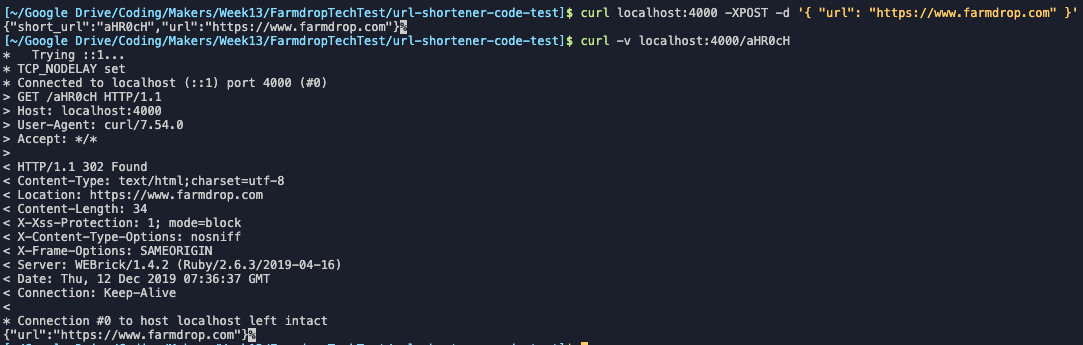 [~/Google Drive/Coding/Makers/Week13/FarmdropTechTest/url-shortener-code-test]$ curl localhost:4000 -XPOST -d '{ "url": "https://www.farmdrop.com" }'
{"short_url":"aHR0cH","url":"https://www.farmdrop.com"}%
[~/Google Drive/Coding/Makers/Week13/FarmdropTechTest/url-shortener-code-test]$ curl -v localhost:4000/aHR0cH
*   Trying ::1...
* TCP_NODELAY set
* Connected to localhost (::1) port 4000 (#0)
> GET /aHR0cH HTTP/1.1
> Host: localhost:4000
> User-Agent: curl/7.54.0
> Accept: */*
>
< HTTP/1.1 302 Found
< Content-Type: text/html;charset=utf-8
< Location: https://www.farmdrop.com
< Content-Length: 34
< X-Xss-Protection: 1; mode=block
< X-Content-Type-Options: nosniff
< X-Frame-Options: SAMEORIGIN
< Server: WEBrick/1.4.2 (Ruby/2.6.3/2019-04-16)
< Date: Thu, 12 Dec 2019 07:36:37 GMT
< Connection: Keep-Alive
<
* Connection #0 to host localhost left intact
{"url":"https://www.farmdrop.com"}%